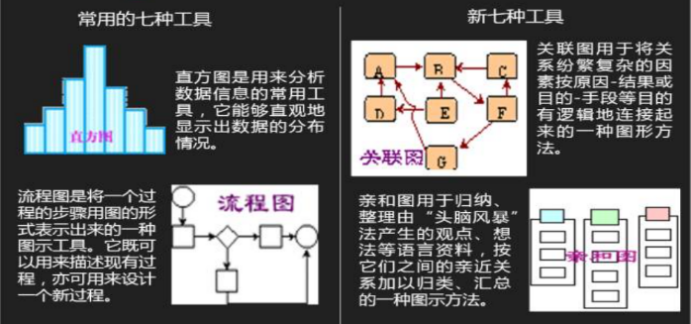 常用的七种工具
直方图
直方图是用来分析
数据信息的常用工
具，它能够直观地
显示出数据的分布
情况。
流程图是将一个过
程的步骤用图的形
式表示出来的一种
图示工具。它既可
以用来描述现有过
程，亦可用来设计
一个新过程。
流程图
新七种工具
A
B
C
D
E
F
G
关联图
关联图用于将关
系纷繁复杂的因
素按原因-结果或
目的-手段等目的
有逻辑地连接起
来的一种图形方
法。
亲和图用于归纳、
整理由“头脑风暴”
法产生的观点、想
法等语言资料，按
它们之间的亲近关
系加以归类、汇总
的一种图示方法。
亲和图